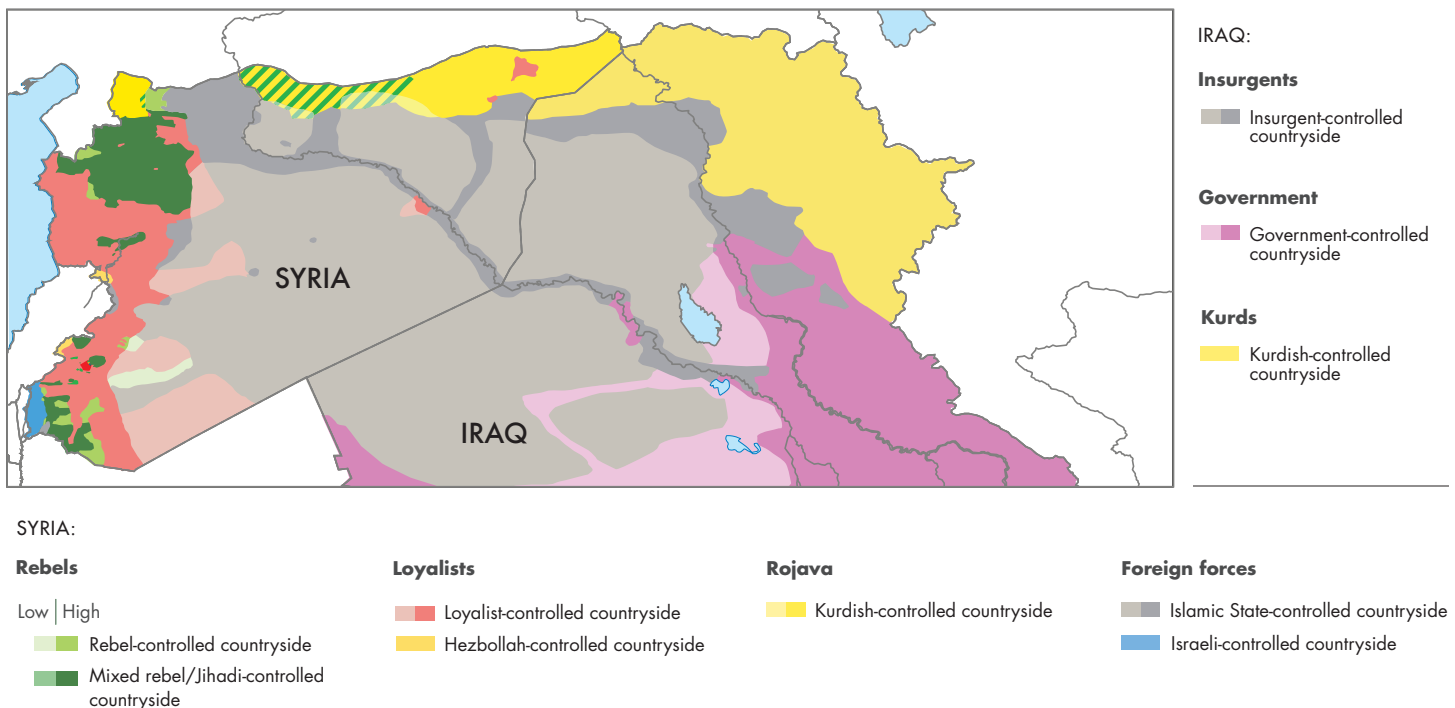 SYRIA
IRAQ
IRAQ:
Insurgents
Insurgent-controlled
countryside
Government
Government-controlled
countryside
Kurds
Kurdish-controlled
countryside
SYRIA:
Rebels
Low | High
Rebel-controlled countryside
Mixed rebel/Jihadi-controlled
countryside
Loyalists
Loyalist-controlled countryside
Hezbollah-controlled countryside
Rojava
Kurdish-controlled countryside
Foreign forces
Islamic State-controlled countryside
Israeli-controlled countryside